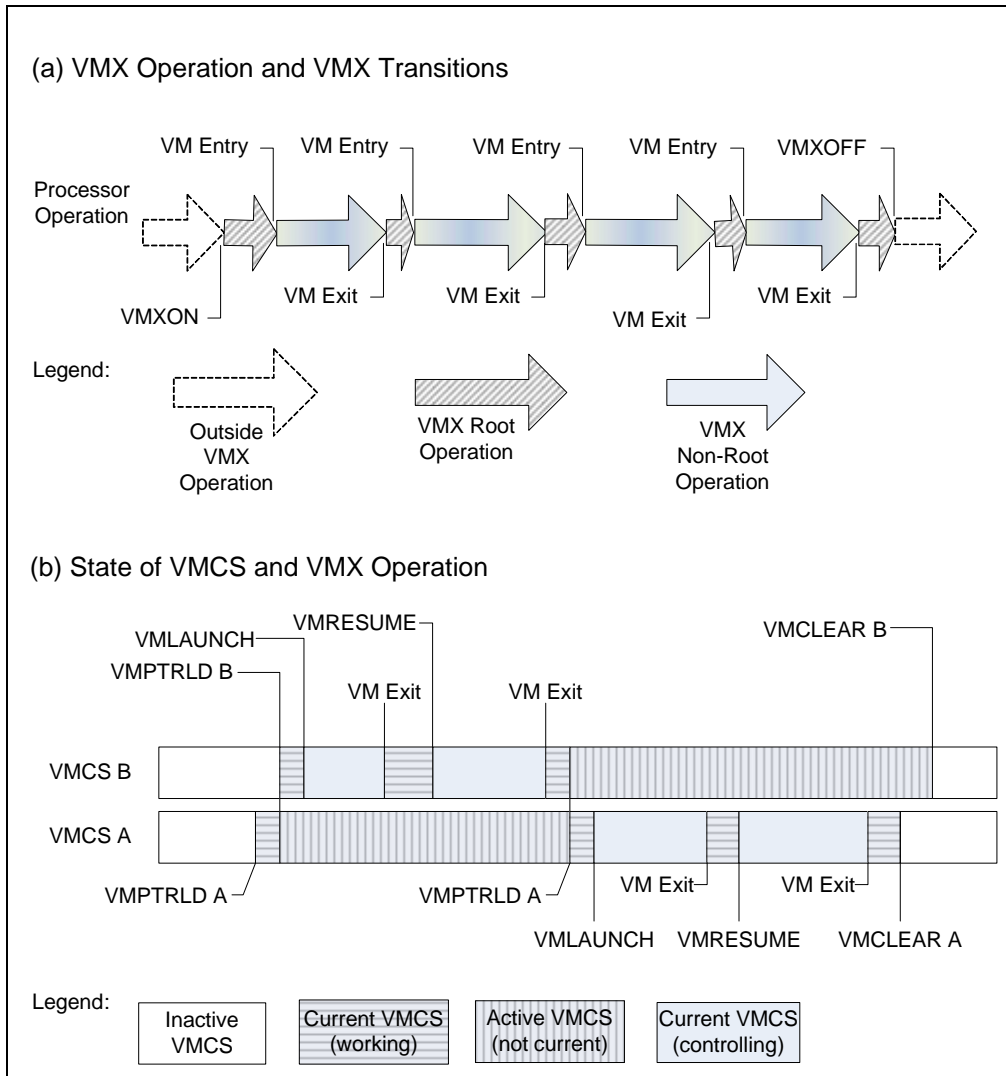 (a) VMX Operation and VMX Transitions
VM Entry
VM Entry
VM Entry
VM Entry
VMXOFF
Processor
Operation
VM Exit
VM Exit
VM Exit
VM Exit
VMXON
Legend:
Outside
VMX
Operation
VMX Root
Operation
VMX
Non-Root
Operation
(b) State of VMCS and VMX Operation
VMRESUME
VMLAUNCH
VMCLEAR B
VMPTRLD B
VM Exit
VM Exit
VMCS B
VMCS A
VMPTRLD A
VMPTRLD A
VM Exit
VM Exit
VMLAUNCH
VMRESUME
VMCLEAR A
Legend:
Inactive
VMCS
Current VMCS
(working)
Active VMCS
(not current)
Current VMCS
(controlling)